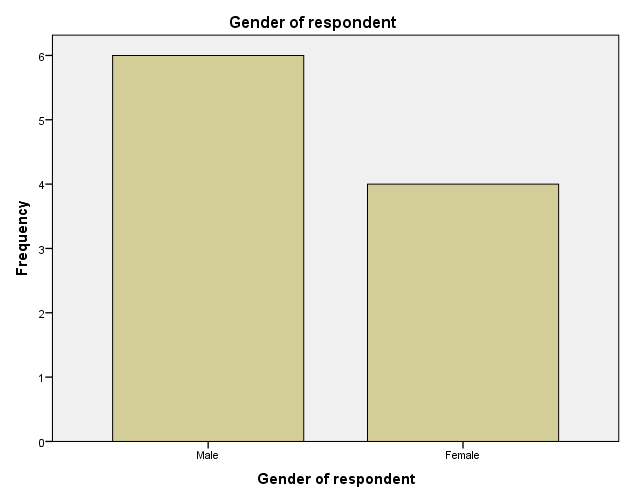 Gender of respondent
6
5
4
3
2
1
0
Frequency
Male Female
Gender of respondent